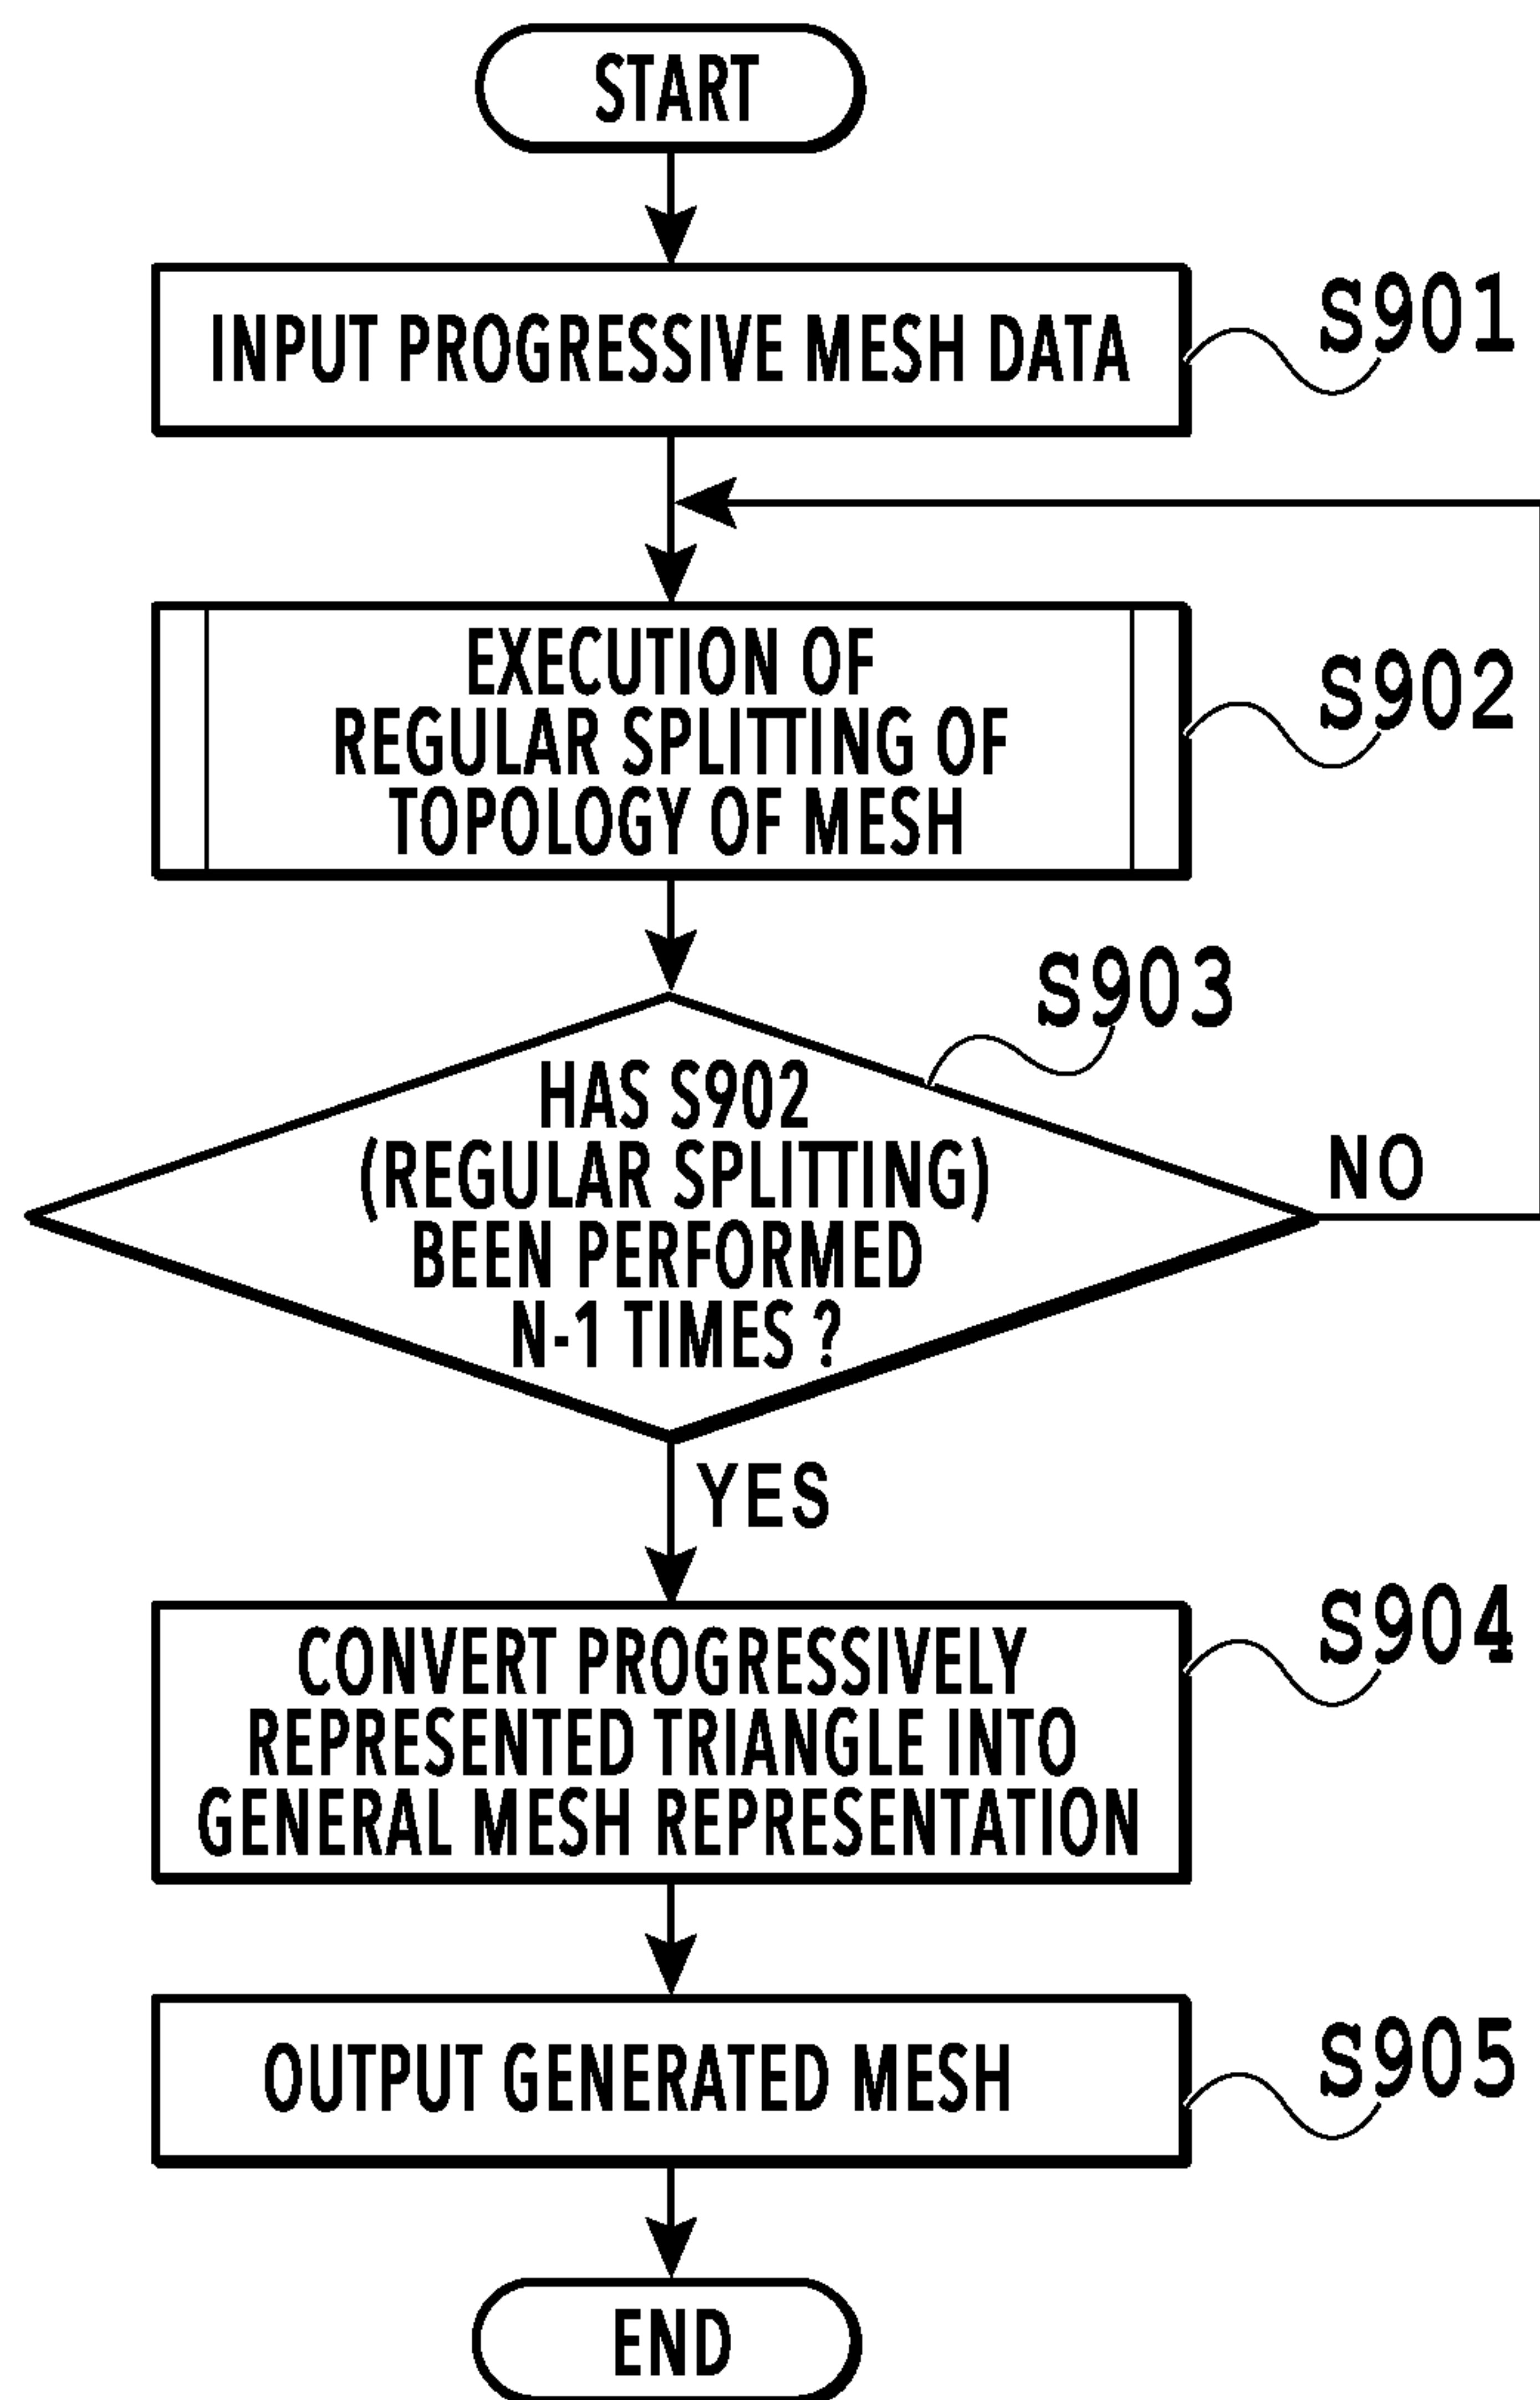 START
INPUT PROGRESSIVE MESH DATA
S901
EXECUTION OF
REGULAR SPLITTING OF
TOPOLOGY OF MESH
S902
S903
HAS S902
(REGULAR SPLITTING)
BEEN PERFORMED
N-1 TIMES ?
NO
YES
CONVERT PROGRESSIVELY
REPRESENTED TRIANGLE INTO
GENERAL MESH REPRESENTATION
S904
OUTPUT GENERATED MESH
S905
END